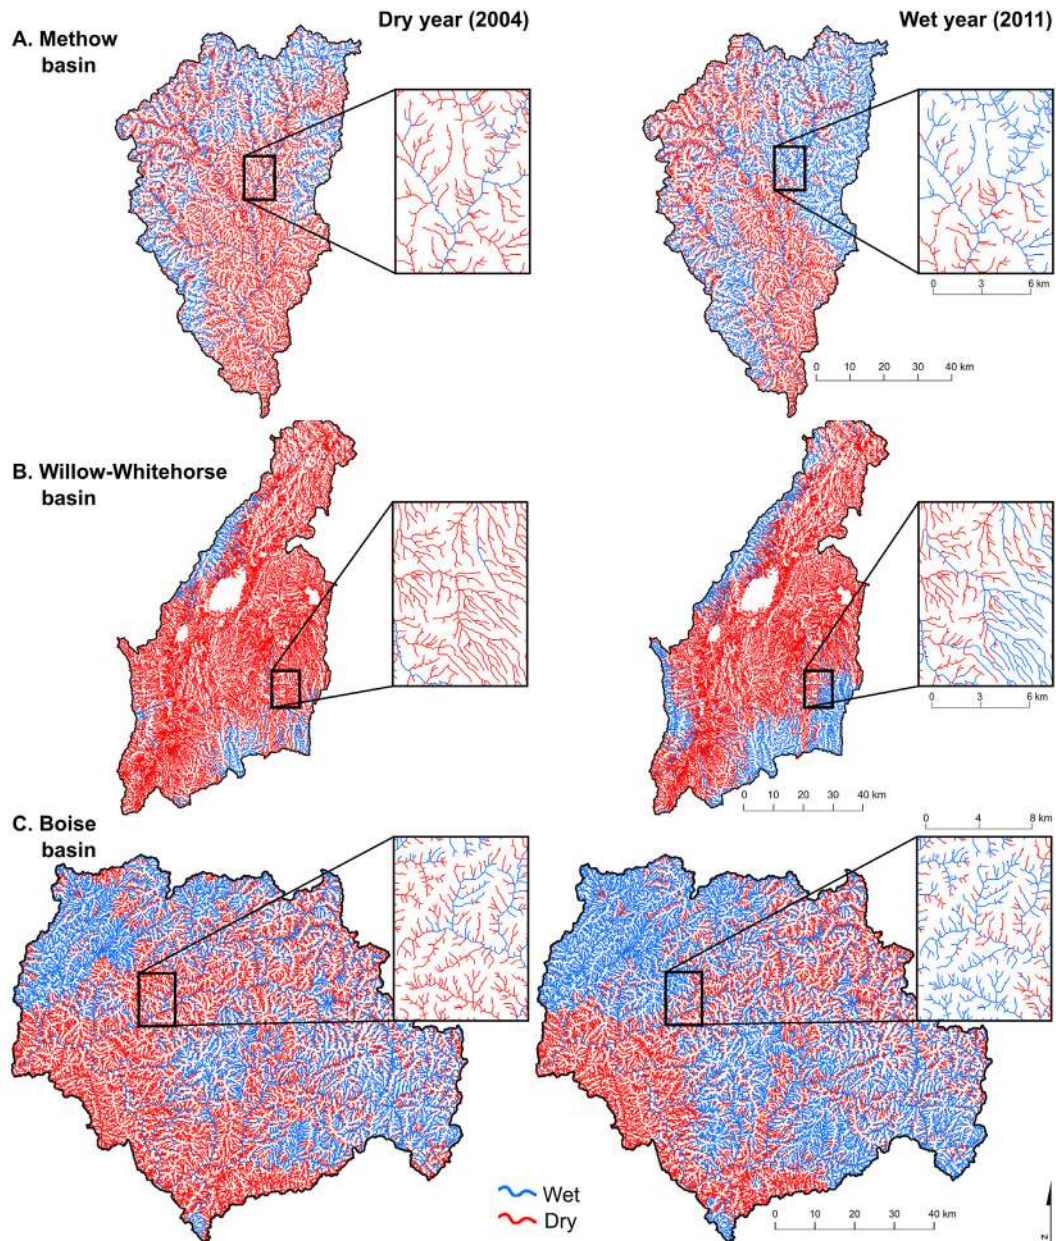 Dry year (2004)
Wet year (2011)
A. Methow
basin
0 3 6 km
0 10 20 30 40 km
B. Willow-Whitehorse
basin
0 3 6 km
0 10 20 30 40 km
C. Boise
basin
0 4 8 km
Wet
Dry
0 10 20 30 40 km
N